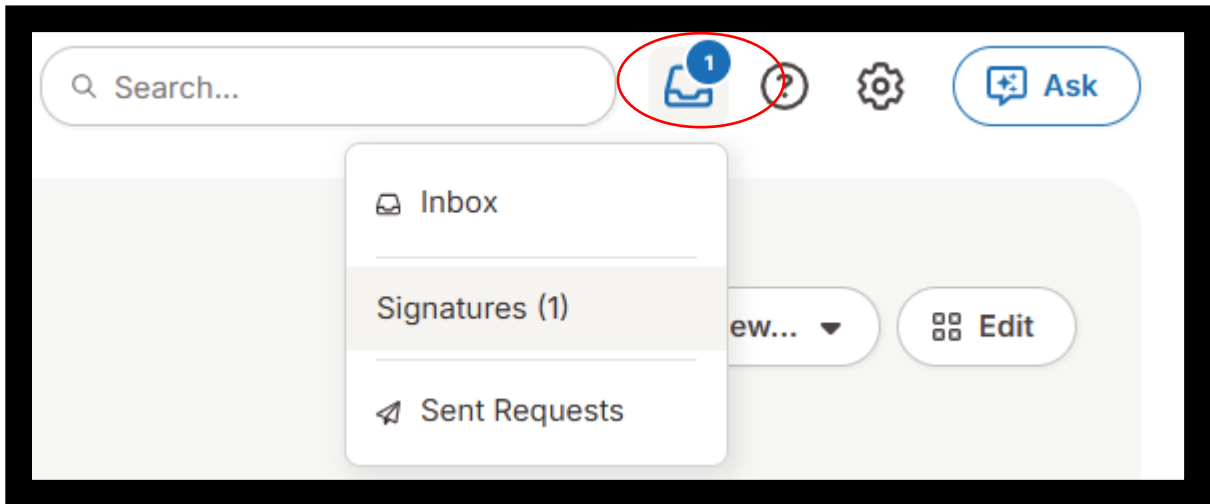 Search...
1
Ask
Inbox
Signatures (1)
ew...
Edit
Sent Requests